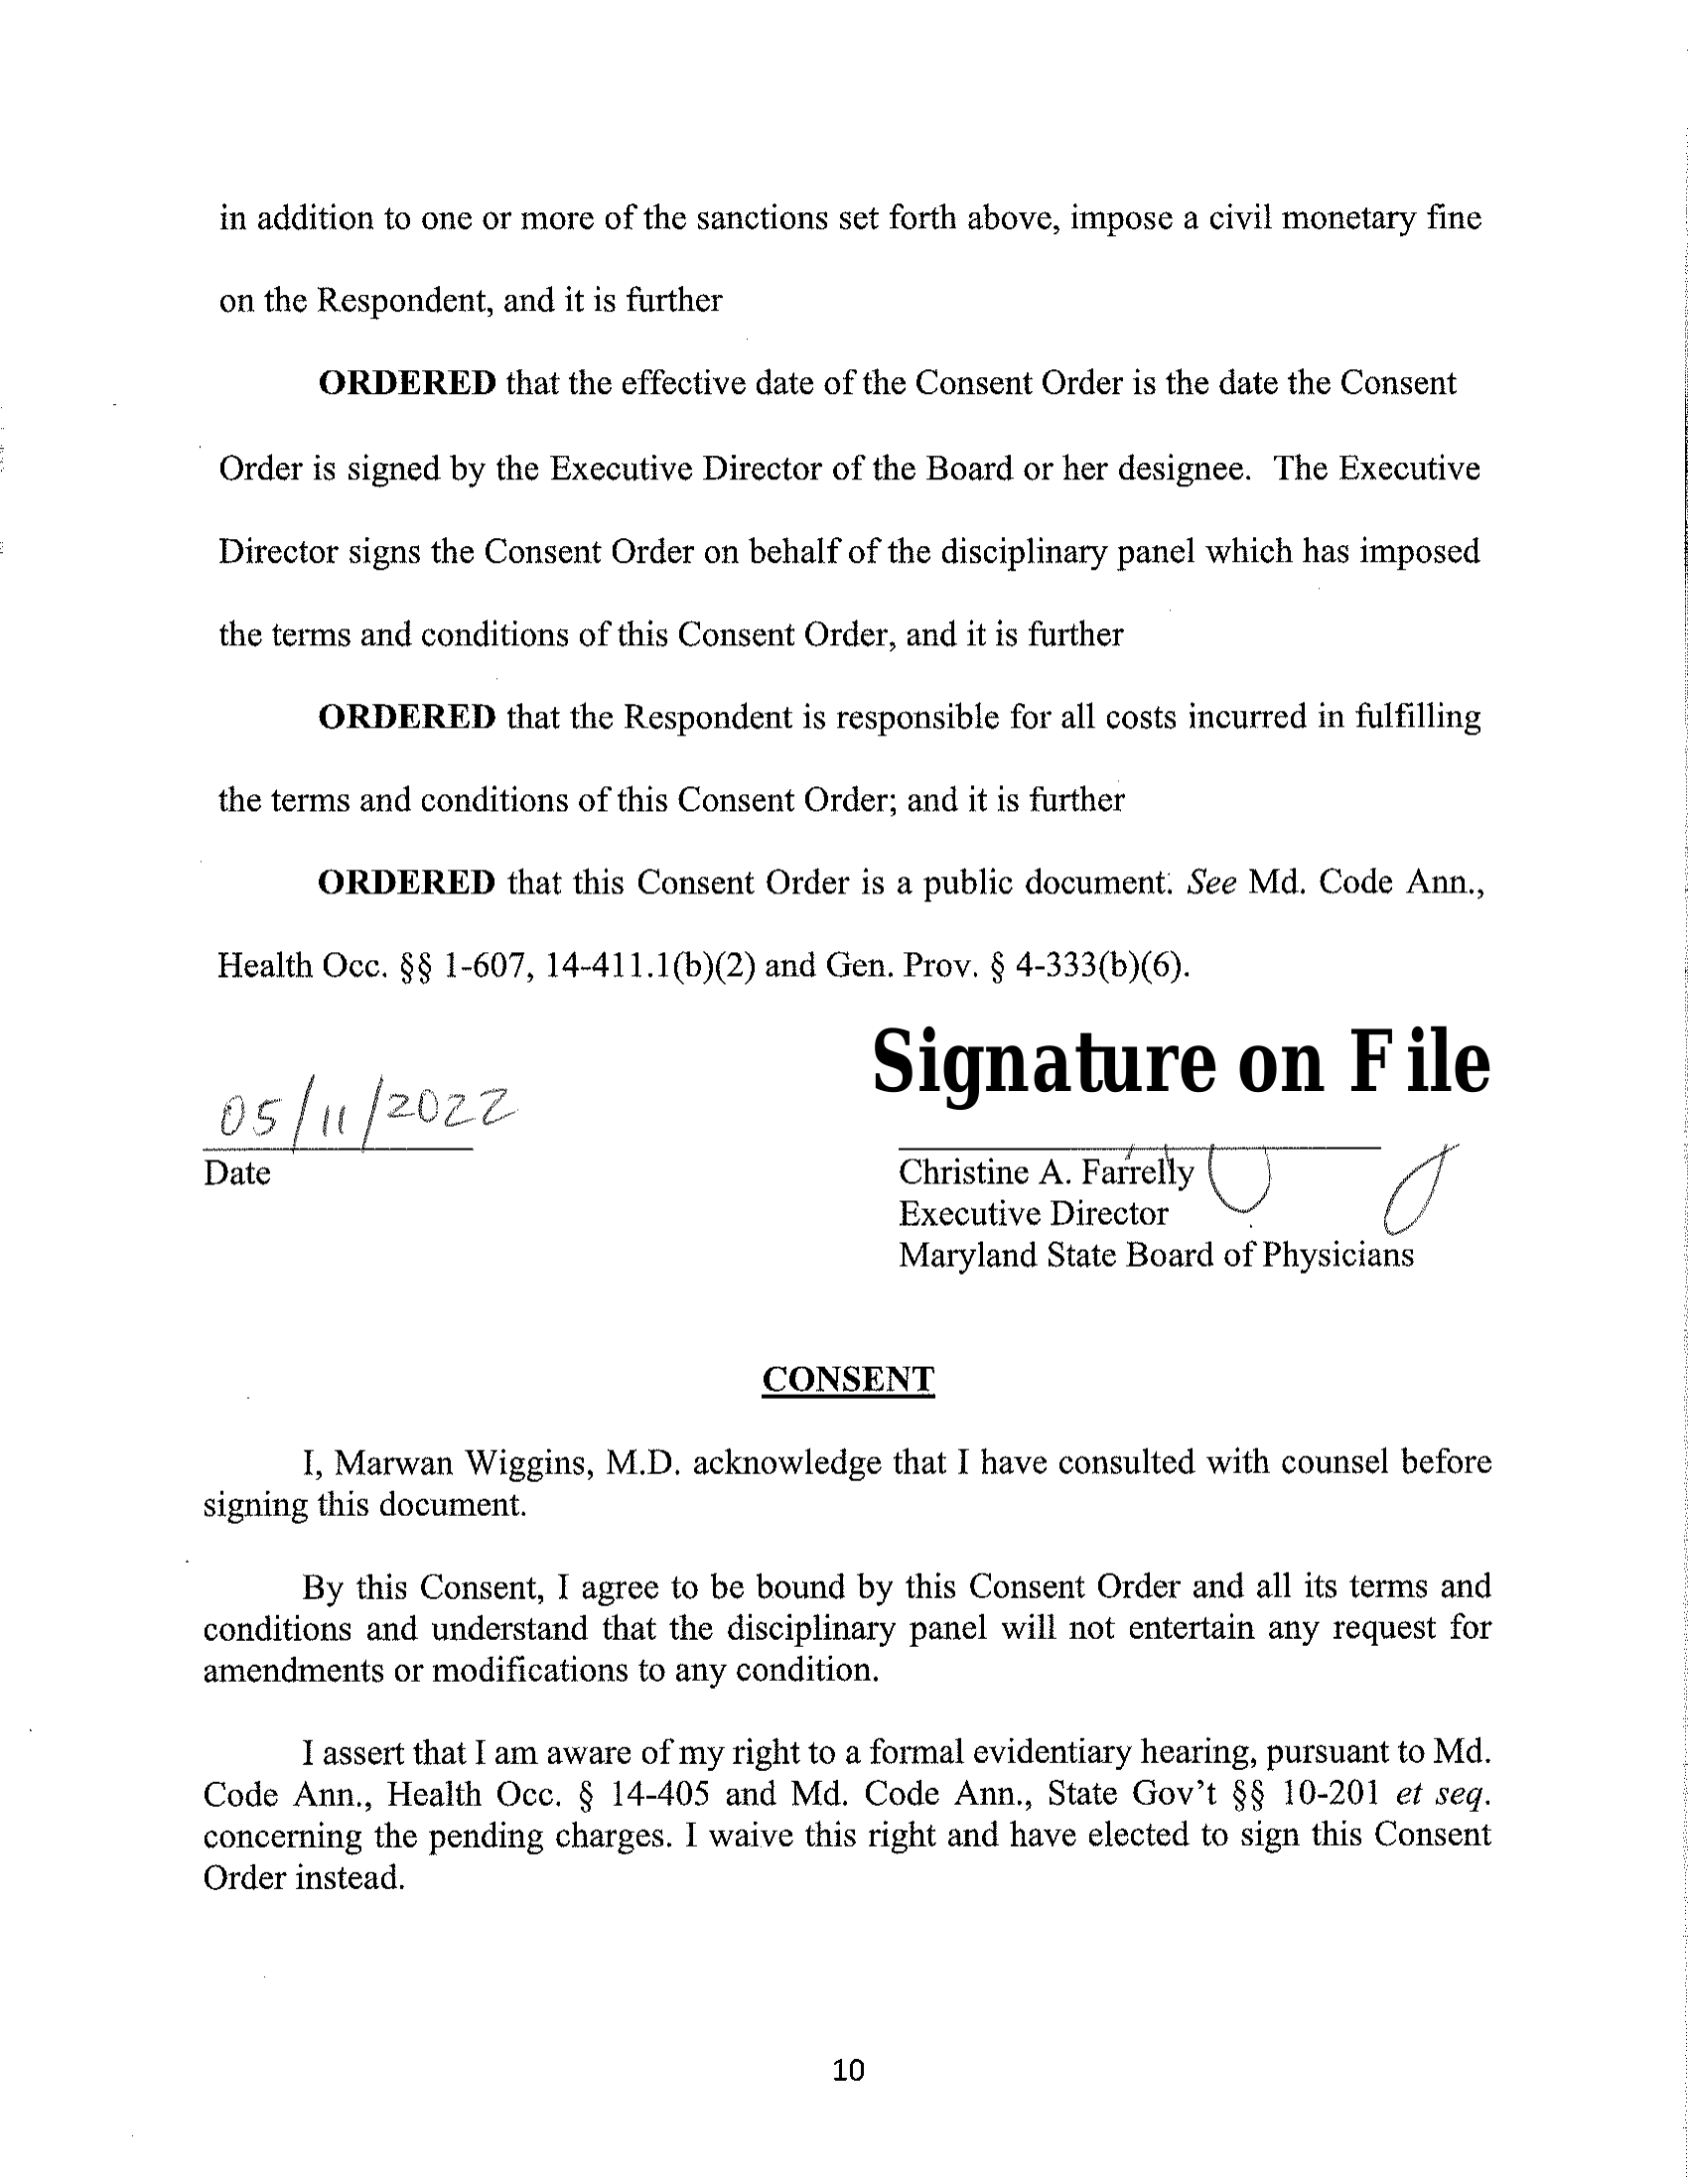 in addition to one or more of the sanctions set forth above, impose a civil monetary fine
on the Respondent, and it is further
ORDERED that the effective date of the Consent Order is the date the Consent
Order is signed by the Executive Director of the Board or her designee. The Executive
Director signs the Consent Order on behalf of the disciplinary panel which has imposed
the terms and conditions of this Consent Order, and it is further
ORDERED that the Respondent is responsible for all costs incurred in fulfilling
the terms and conditions of this Consent Order; and it is further
ORDERED that this Consent Order is a public document. See Md. Code Ann.,
Health Occ. §§ 1-607, 14-411.1(b)(2) and Gen. Prov. § 4-333(b)(6).
Signature on File
05/11/2022
Date
Christine A. Farrelly
Executive Director
Maryland State Board of Physicians
CONSENT
I, Marwan Wiggins, M.D. acknowledge that I have consulted with counsel before
signing this document.
By this Consent, I agree to be bound by this Consent Order and all its terms and
conditions and understand that the disciplinary panel will not entertain any request for
amendments or modifications to any condition.
I assert that I am aware of my right to a formal evidentiary hearing, pursuant to Md.
Code Ann., Health Occ. § 14-405 and Md. Code Ann., State Gov't §§ 10-201 et seq.
concerning the pending charges. I waive this right and have elected to sign this Consent
Order instead.
10